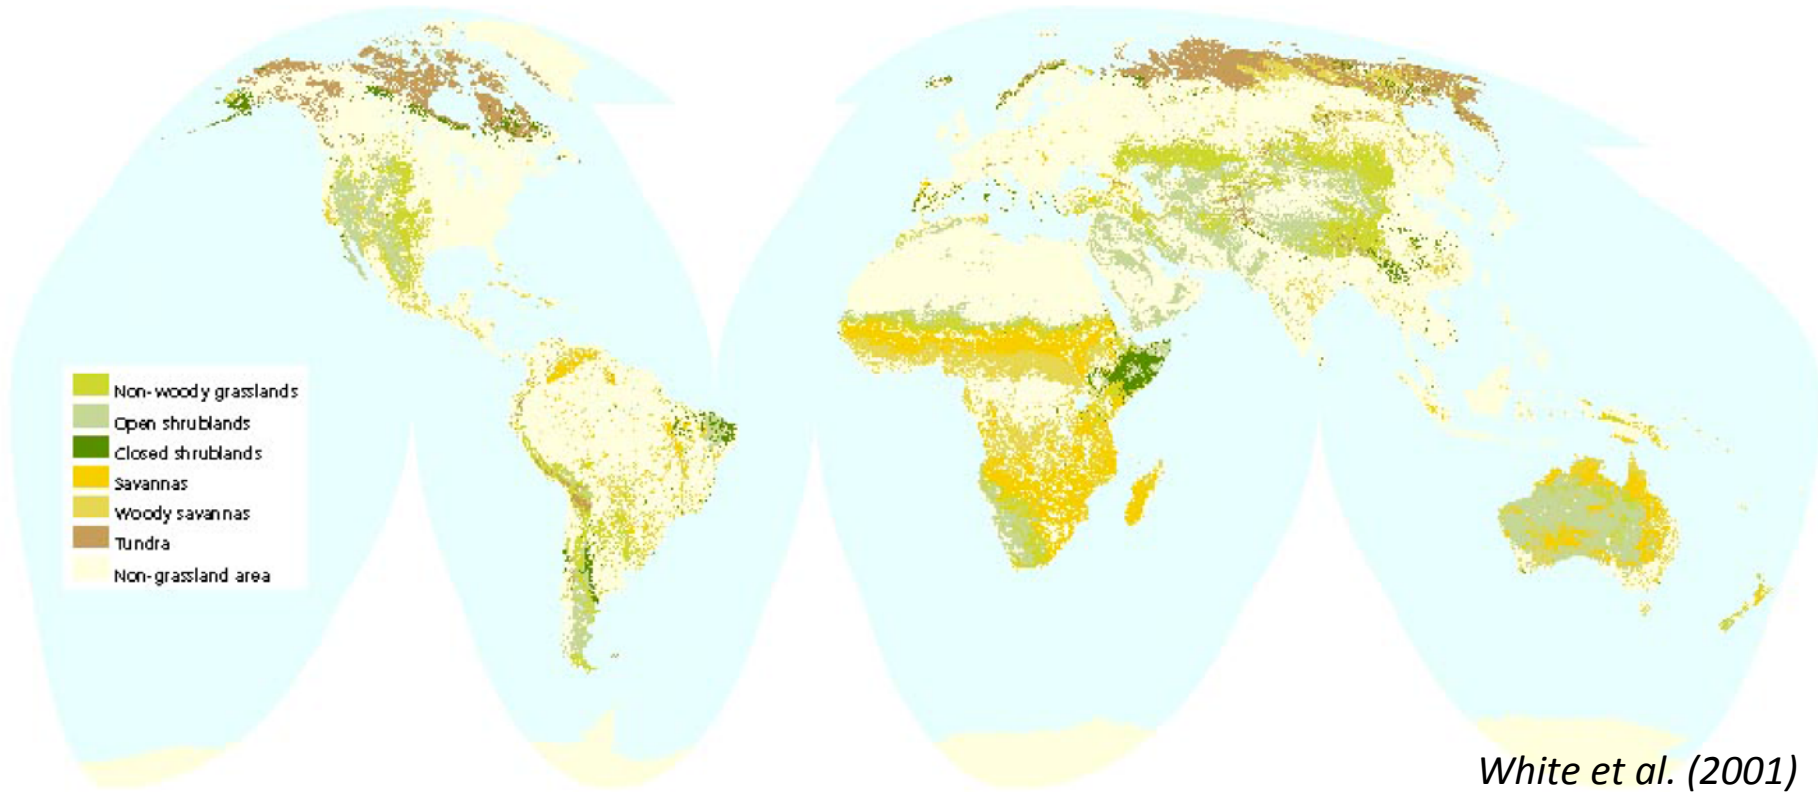 Non-woody grasslands
Open shrublands
Closed shrublands
Savannas
Woody savannas
Tundra
Non-grassland area
White et al. (2001)